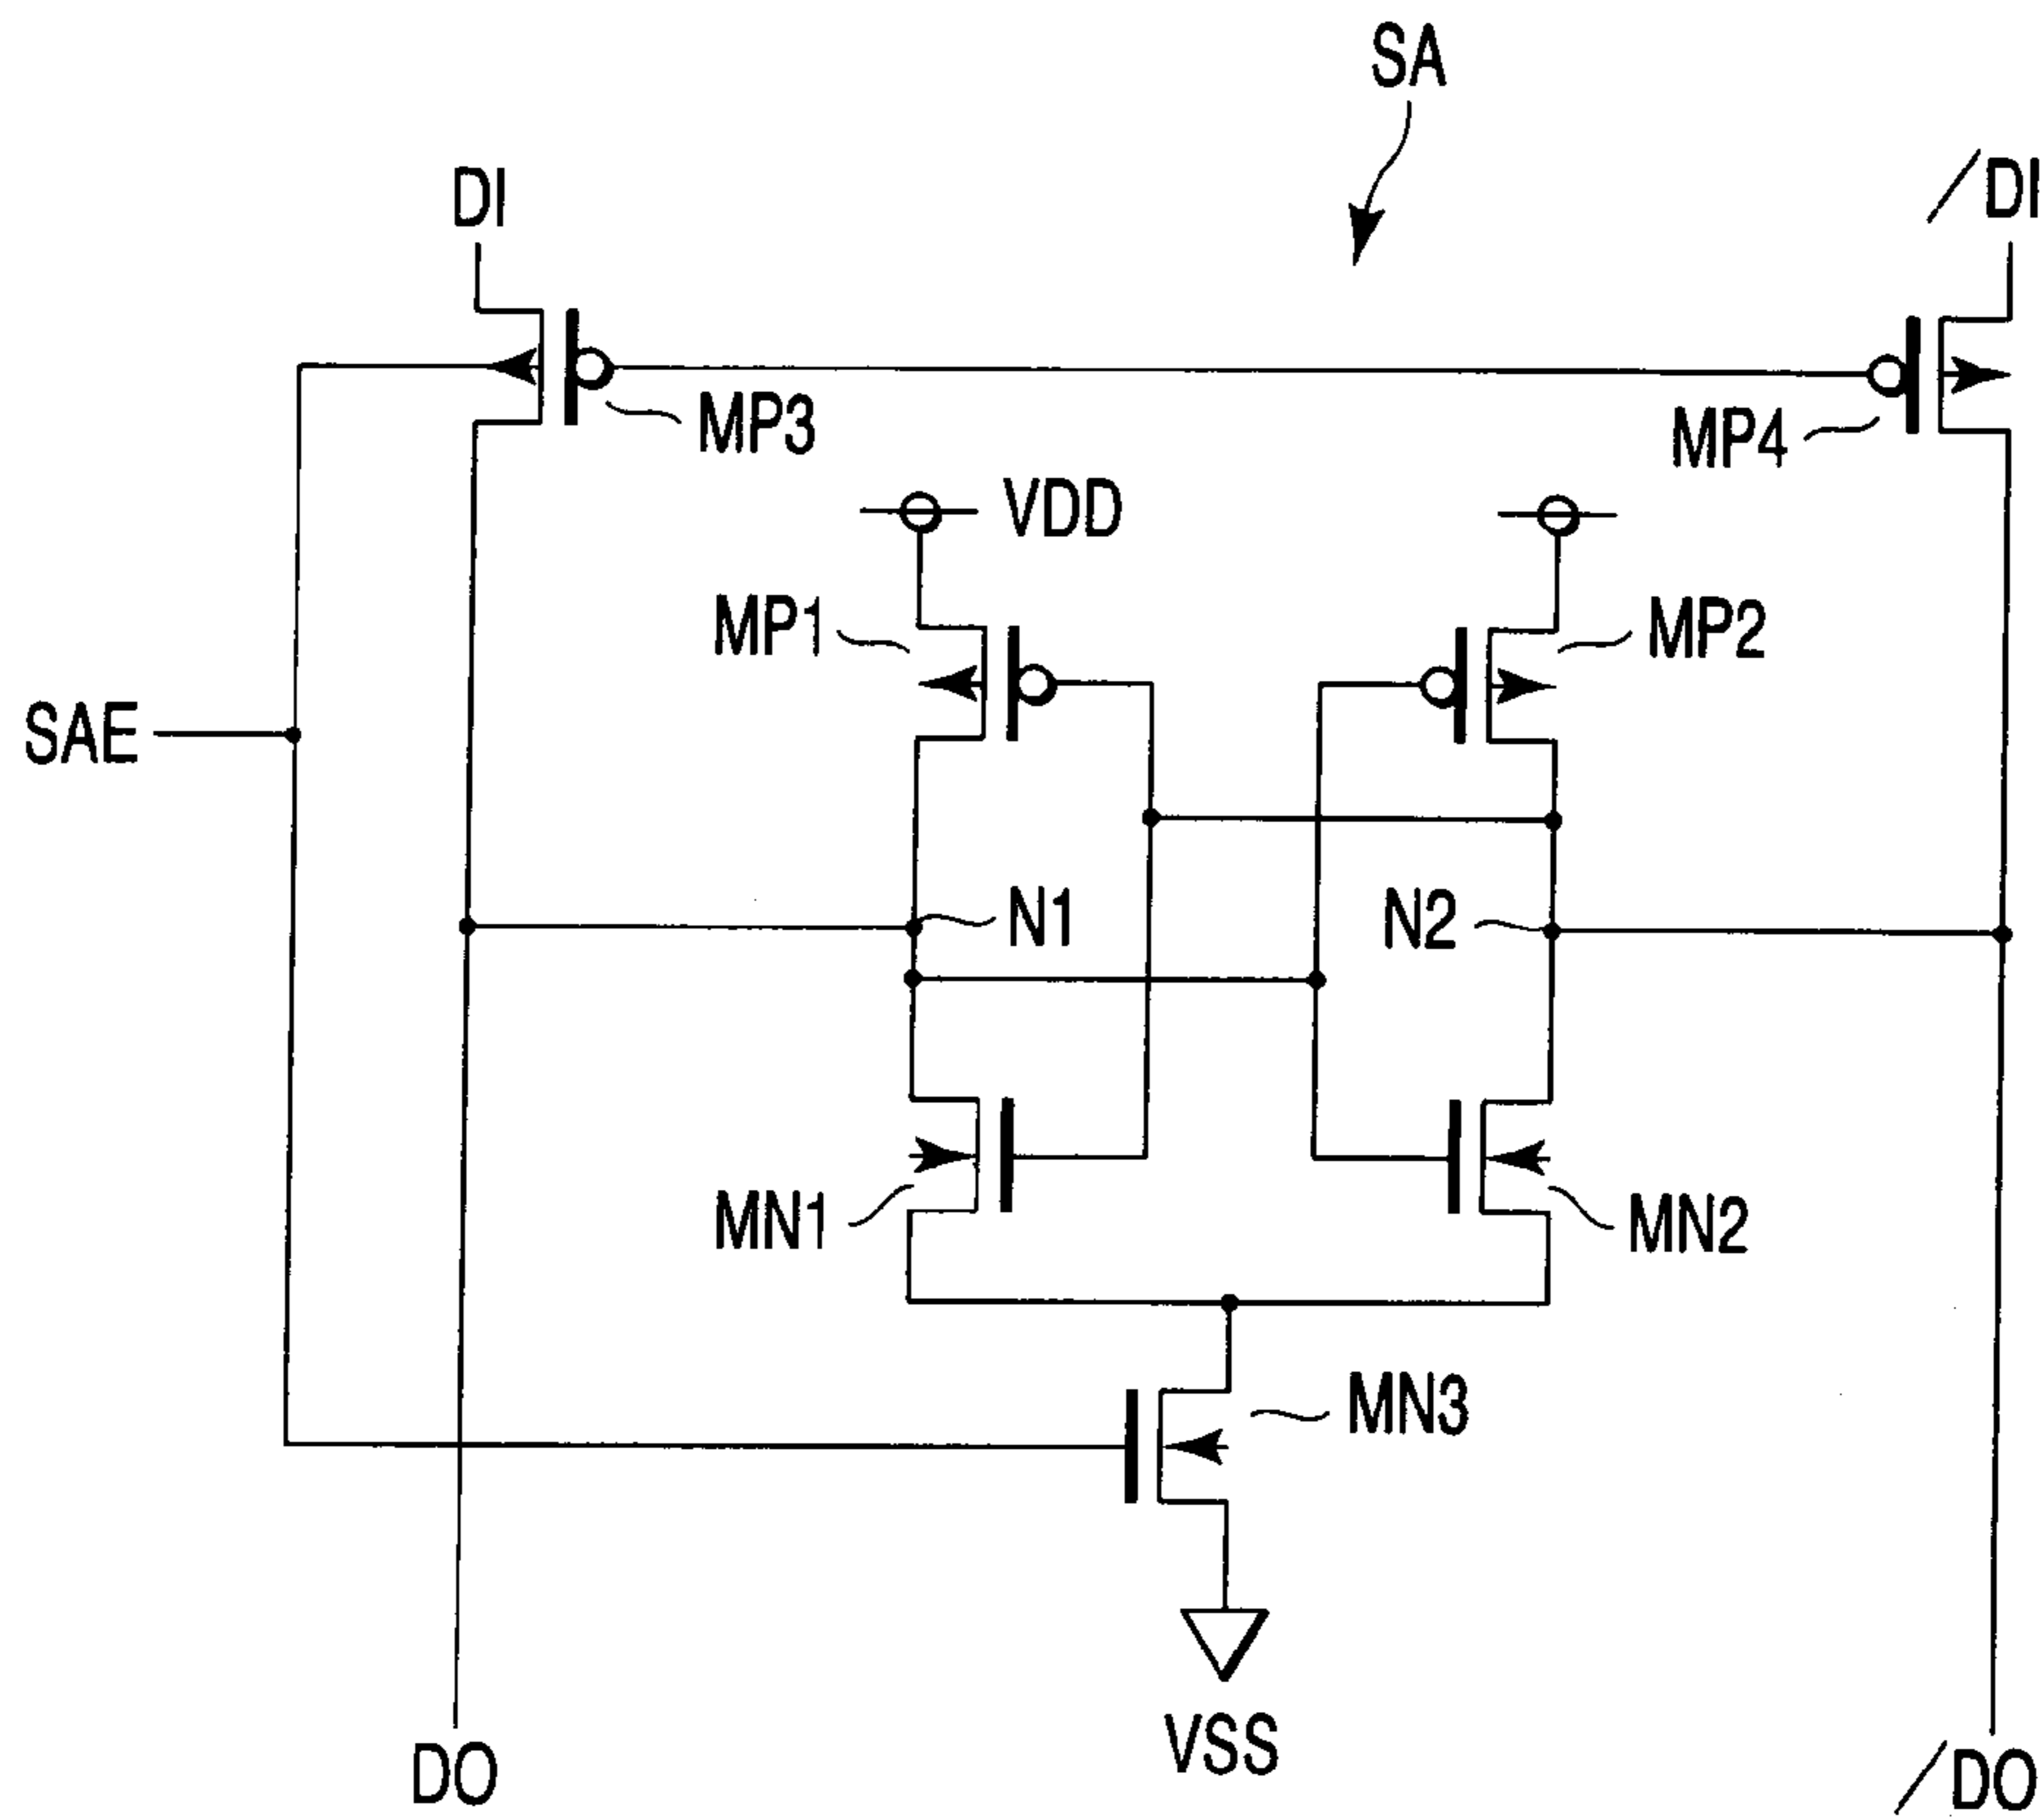 SA
DI
/DI
MP3
MP4
VDD
MP1
MP2
SAE
N1
N2
MN1
MN2
MN3
VSS
DO
/DO